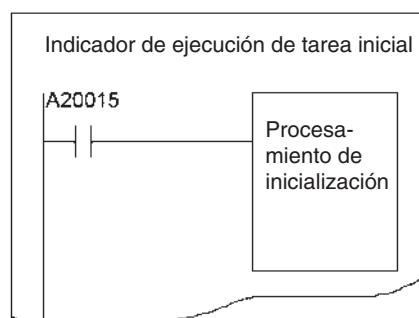 Indicador de ejecución de tarea inicial
A20015
Procesa-
miento de
inicialización